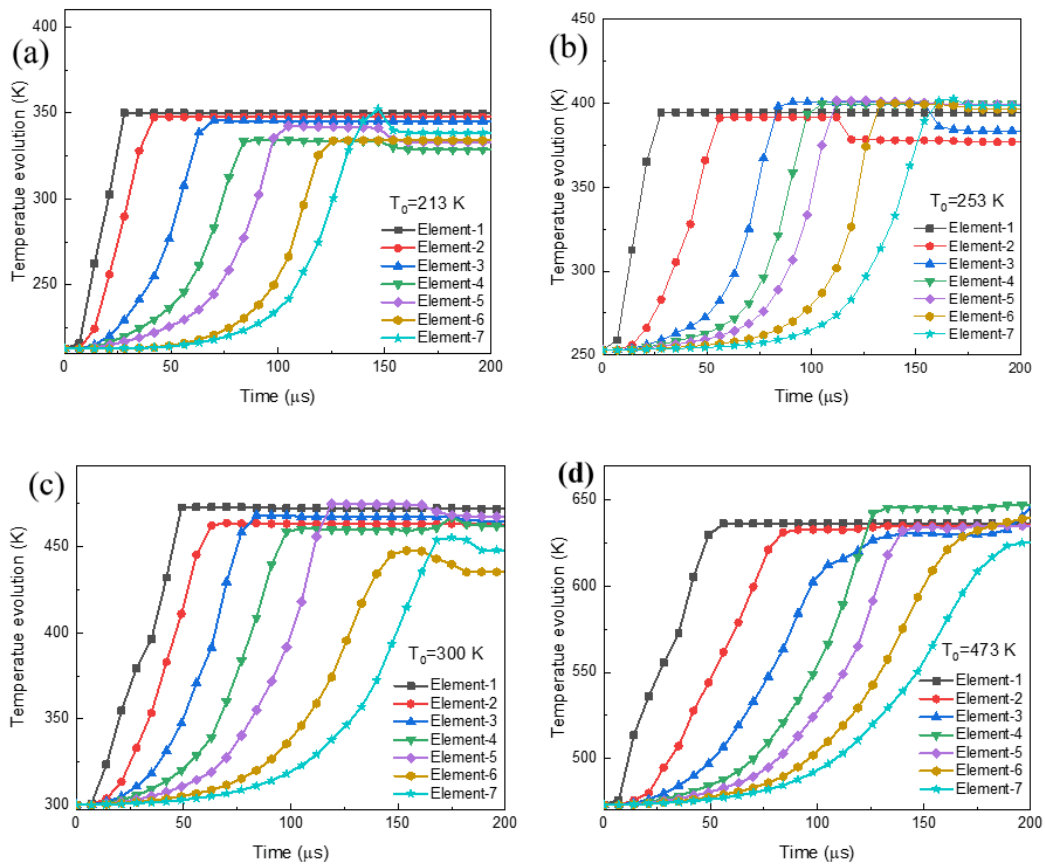 (a)
Temperatue evolution (K)
400
350
300
250
T0=213 K
Element-1
Element-2
Element-3
Element-4
Element-5
Element-6
Element-7
0 50 100 150 200
Time (μs)
(b)
Temperatue evolution (K)
450
400
350
300
250
T0=253 K
Element-1
Element-2
Element-3
Element-4
Element-5
Element-6
Element-7
0 50 100 150 200
Time (μs)
(c)
Temperatue evolution (K)
450
400
350
300
T0=300 K
Element-1
Element-2
Element-3
Element-4
Element-5
Element-6
Element-7
0 50 100 150 200
Time (μs)
(d)
Temperatue evolution (K)
650
600
550
500
T0=473 K
Element-1
Element-2
Element-3
Element-4
Element-5
Element-6
Element-7
0 50 100 150 200
Time (μs)